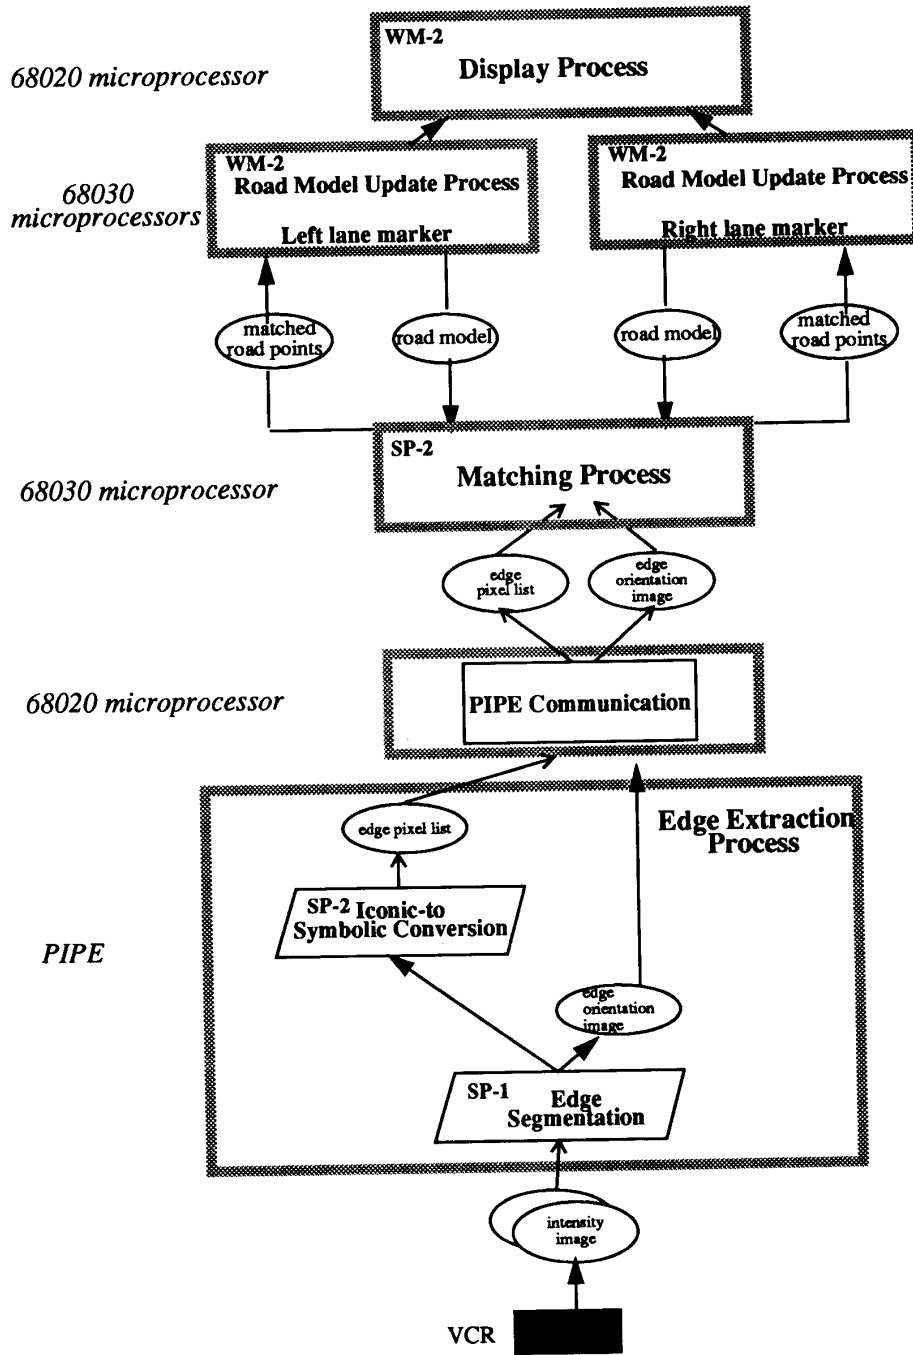 WM-2
Display Process
68020 microprocessor
WM-2
Road Model Update Process
Left lane marker
WM-2
Road Model Update Process
Right lane marker
68030
microprocessors
matched
road points
road model
road model
matched
road points
SP-2
Matching Process
68030 microprocessor
edge
pixel list
edge
orientation
image
68020 microprocessor
PIPE Communication
Edge Extraction
Process
edge pixel list
SP-2 Iconic-to
Symbolic Conversion
PIPE
edge
orientation
image
SP-1 Edge
Segmentation
intensity
image
VCR